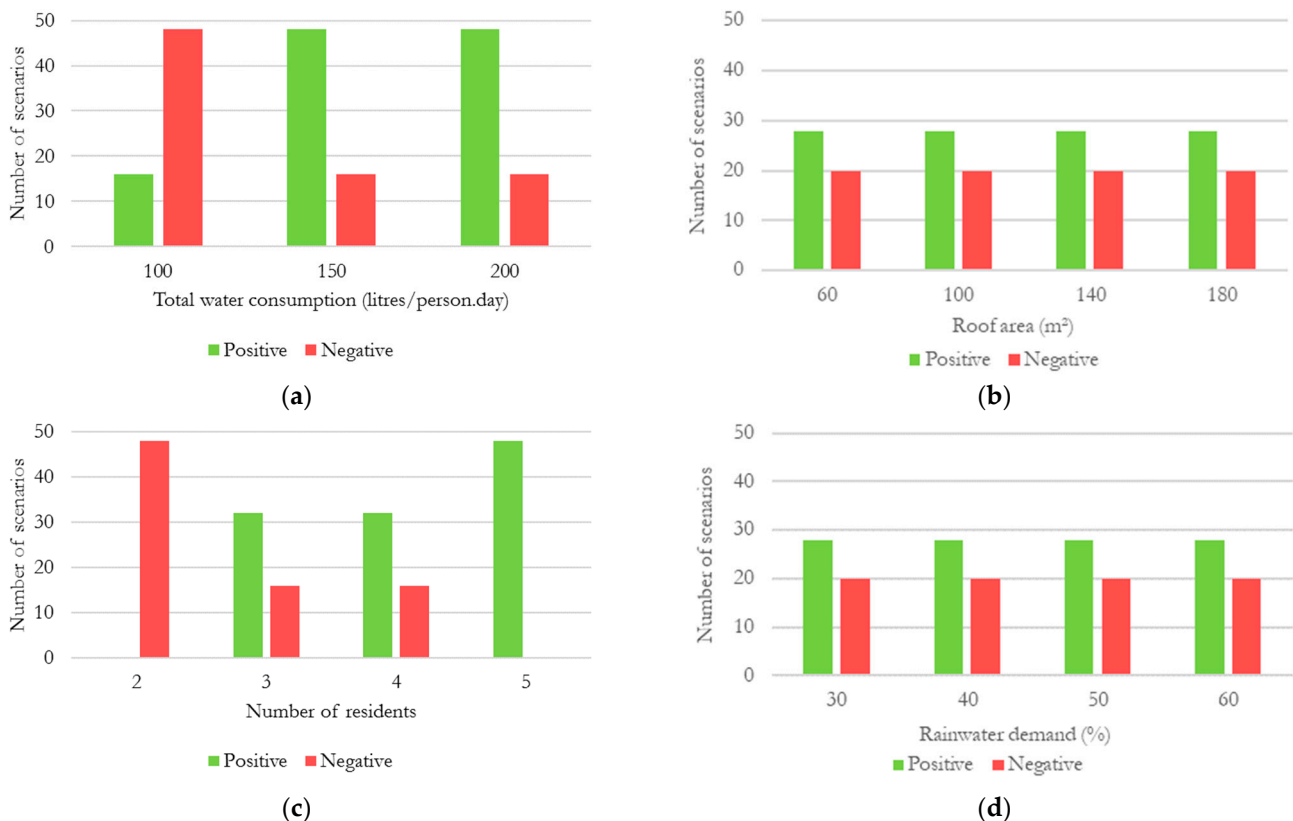 50
40
30
20
10
0
Number of scenarios
100 150 200
Total water consumption (litres/person.day)
Positive Negative
(a)
50
40
30
20
10
0
Number of scenarios
60 100 140 180
Roof area (m²)
Positive Negative
(b)
50
40
30
20
10
0
Number of scenarios
2 3 4 5
Number of residents
Positive Negative
(c)
50
40
30
20
10
0
Number of scenarios
30 40 50 60
Rainwater demand (%)
Positive Negative
(d)